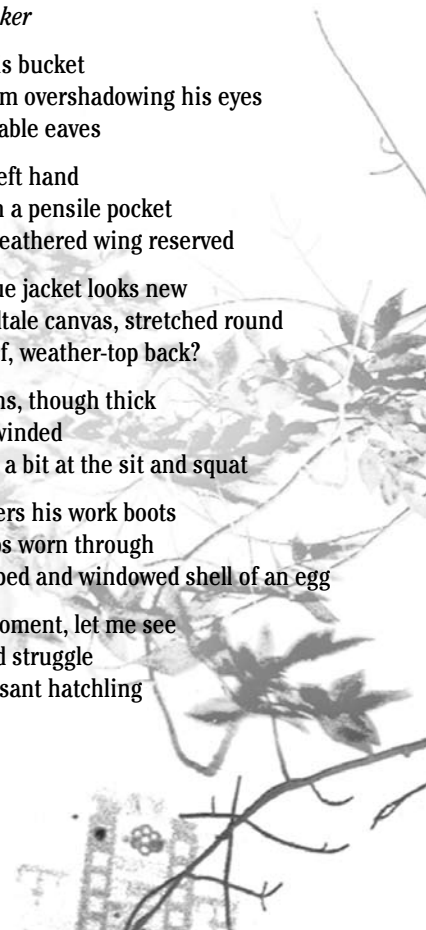 ker
s bucket
m overshadowing his eyes
able eaves
eft hand
n a pensile pocket
eathered wing reserved
ue jacket looks new
ltale canvas, stretched round
f, weather-top back?
ns, though thick
winded
a bit at the sit and squat
ers his work boots
os worn through
ped and windowed shell of an egg
oment, let me see
d struggle
sant hatchling